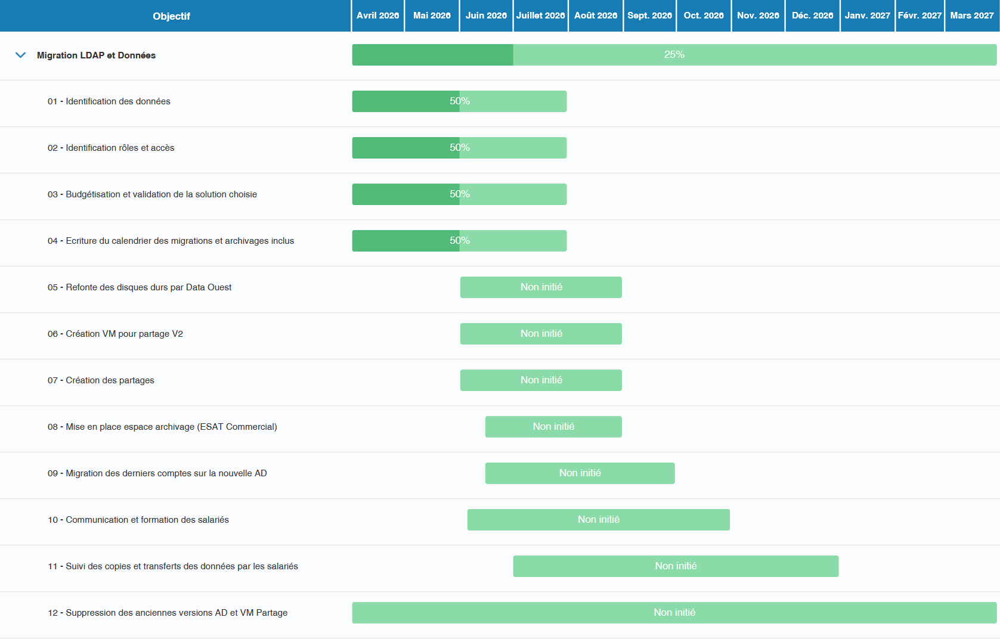 Objectif Avril 2026 Mai 2026 Juin 2026 Juillet 2026 Août 2026 Sept. 2026 Oct. 2026 Nov. 2026 Déc. 2026 Janv. 2027 Févr. 2027 Mars 2027
Migration LDAP et Données 25%
01 - Identification des données 50%
02 - Identification rôles et accès 50%
03 - Budgétisation et validation de la solution choisie 50%
04 - Ecriture du calendrier des migrations et archivages inclus 50%
05 - Refonte des disques durs par Data Ouest Non initié
06 - Création VM pour partage V2 Non initié
07 - Création des partages Non initié
08 - Mise en place espace archivage (ESAT Commercial) Non initié
09 - Migration des derniers comptes sur la nouvelle AD Non initié
10 - Communication et formation des salariés Non initié
11 - Suivi des copies et transferts des données par les salariés Non initié
12 - Suppression des anciennes versions AD et VM Partage Non initié